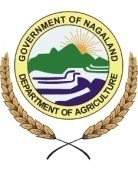 GOVERNMENT OF NAGALAND
DEPARTMENT OF AGRICULTURE